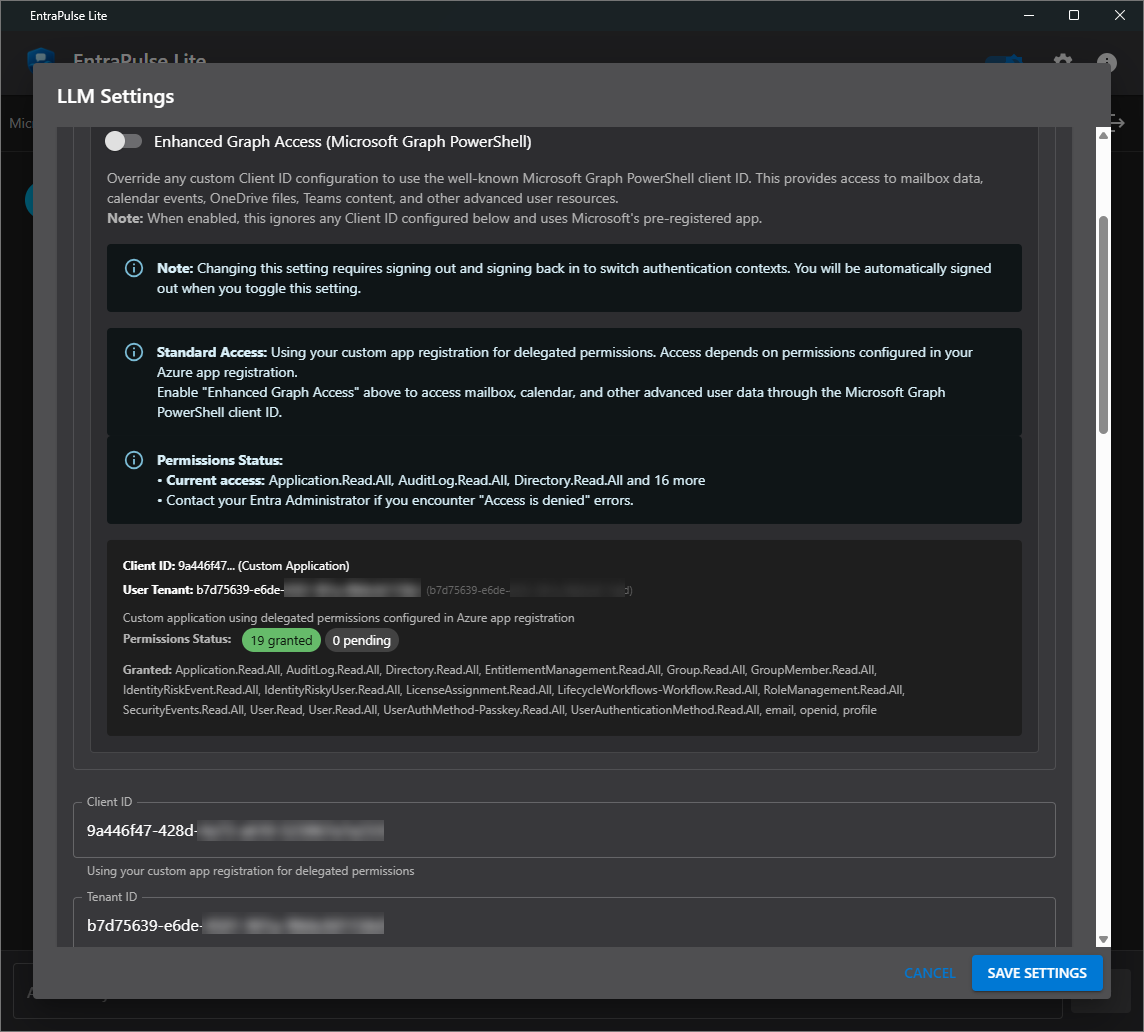 EntraPulse Lite
EntraPulse Lite
LLM Settings
Enhanced Graph Access (Microsoft Graph PowerShell)
Override any custom Client ID configuration to use the well-known Microsoft Graph PowerShell client ID. This provides access to mailbox data,
calendar events, OneDrive files, Teams content, and other advanced user resources.
Note: When enabled, this ignores any Client ID configured below and uses Microsoft's pre-registered app.
Note: Changing this setting requires signing out and signing back in to switch authentication contexts. You will be automatically signed
out when you toggle this setting.
Standard Access: Using your custom app registration for delegated permissions. Access depends on permissions configured in your
Azure app registration.
Enable "Enhanced Graph Access" above to access mailbox, calendar, and other advanced user data through the Microsoft Graph
PowerShell client ID.
Permissions Status:
• Current access: Application.Read.All, AuditLog.Read.All, Directory.Read.All and 16 more
• Contact your Entra Administrator if you encounter "Access is denied" errors.
Client ID: 9a446f47... (Custom Application)
User Tenant: b7d75639-e6de- (b7d75639-e6de- d)
Custom application using delegated permissions configured in Azure app registration
Permissions Status: 19 granted 0 pending
Granted: Application.Read.All, AuditLog.Read.All, Directory.Read.All, EntitlementManagement.Read.All, Group.Read.All, GroupMember.Read.All,
IdentityRiskEvent.Read.All, IdentityRiskyUser.Read.All, LicenseAssignment.Read.All, LifecycleWorkflows-Workflow.Read.All, RoleManagement.Read.All,
SecurityEvents.Read.All, User.Read, User.Read.All, UserAuthMethod-Passkey.Read.All, UserAuthenticationMethod.Read.All, email, openid, profile
Client ID
9a446f47-428d-
Using your custom app registration for delegated permissions
Tenant ID
b7d75639-e6de-
CANCEL
SAVE SETTINGS